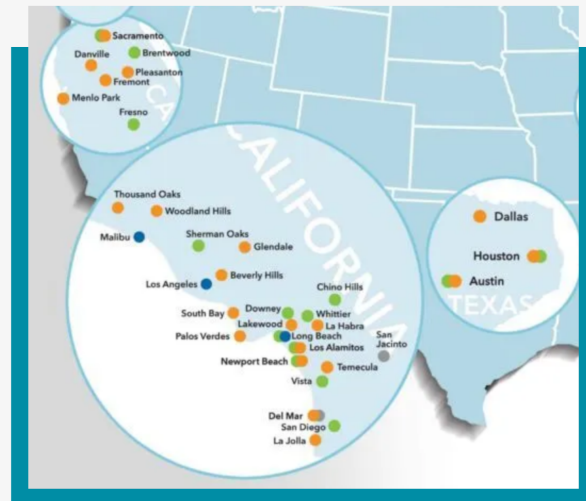 Sacramento
Danville
Brentwood
Pleasanton
Fremont
Menlo Park
Fresno
CA
CALIFORNIA
Thousand Oaks
Woodland Hills
Malibu
Sherman Oaks
Glendale
Beverly Hills
Los Angeles
Chino Hills
South Bay
Downey
Whittier
Lakewood
La Habra
Palos Verdes
Long Beach
San
Jacinto
Los Alamitos
Newport Beach
Temecula
Vista
Del Mar
San Diego
La Jolla
Dallas
Houston
Austin
TEXAS